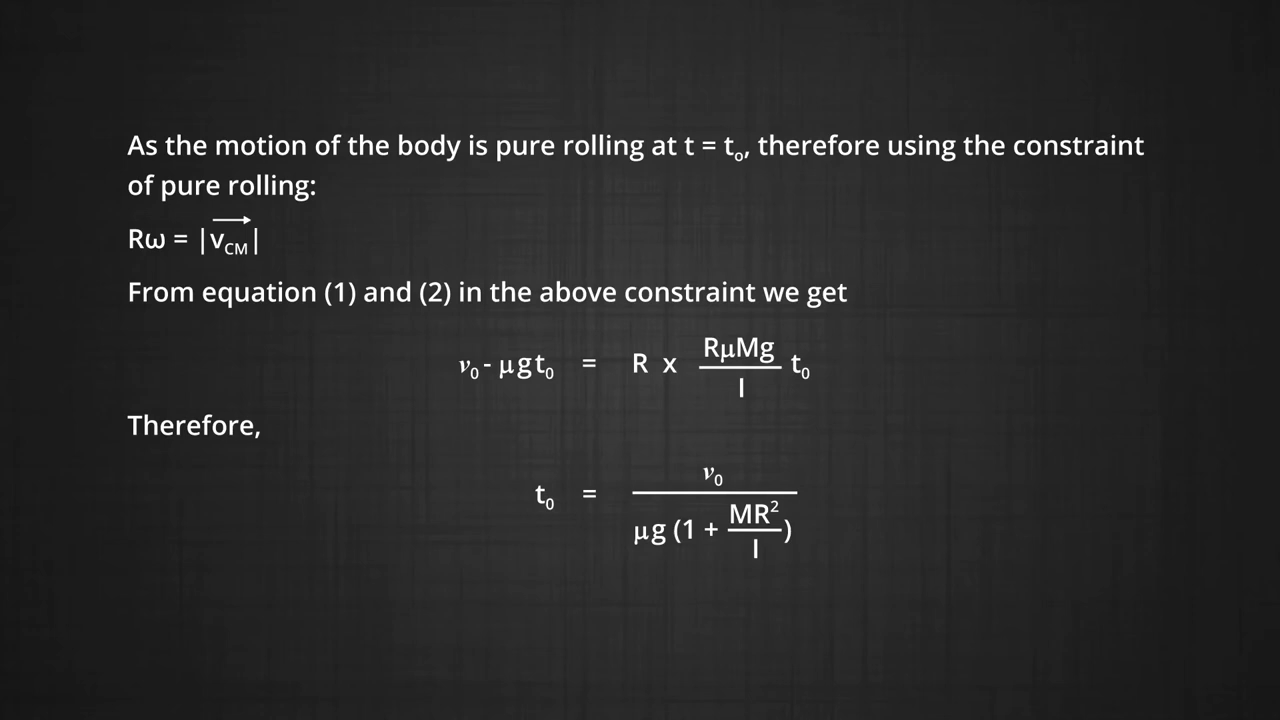 As the motion of the body is pure rolling at t = t₀, therefore using the constraint
of pure rolling:
Rω = |v⃗_CM|
From equation (1) and (2) in the above constraint we get
v₀ - μgt₀ = R x RμMg/I t₀
Therefore,
t₀ = v₀ / μg (1 + MR²/I)